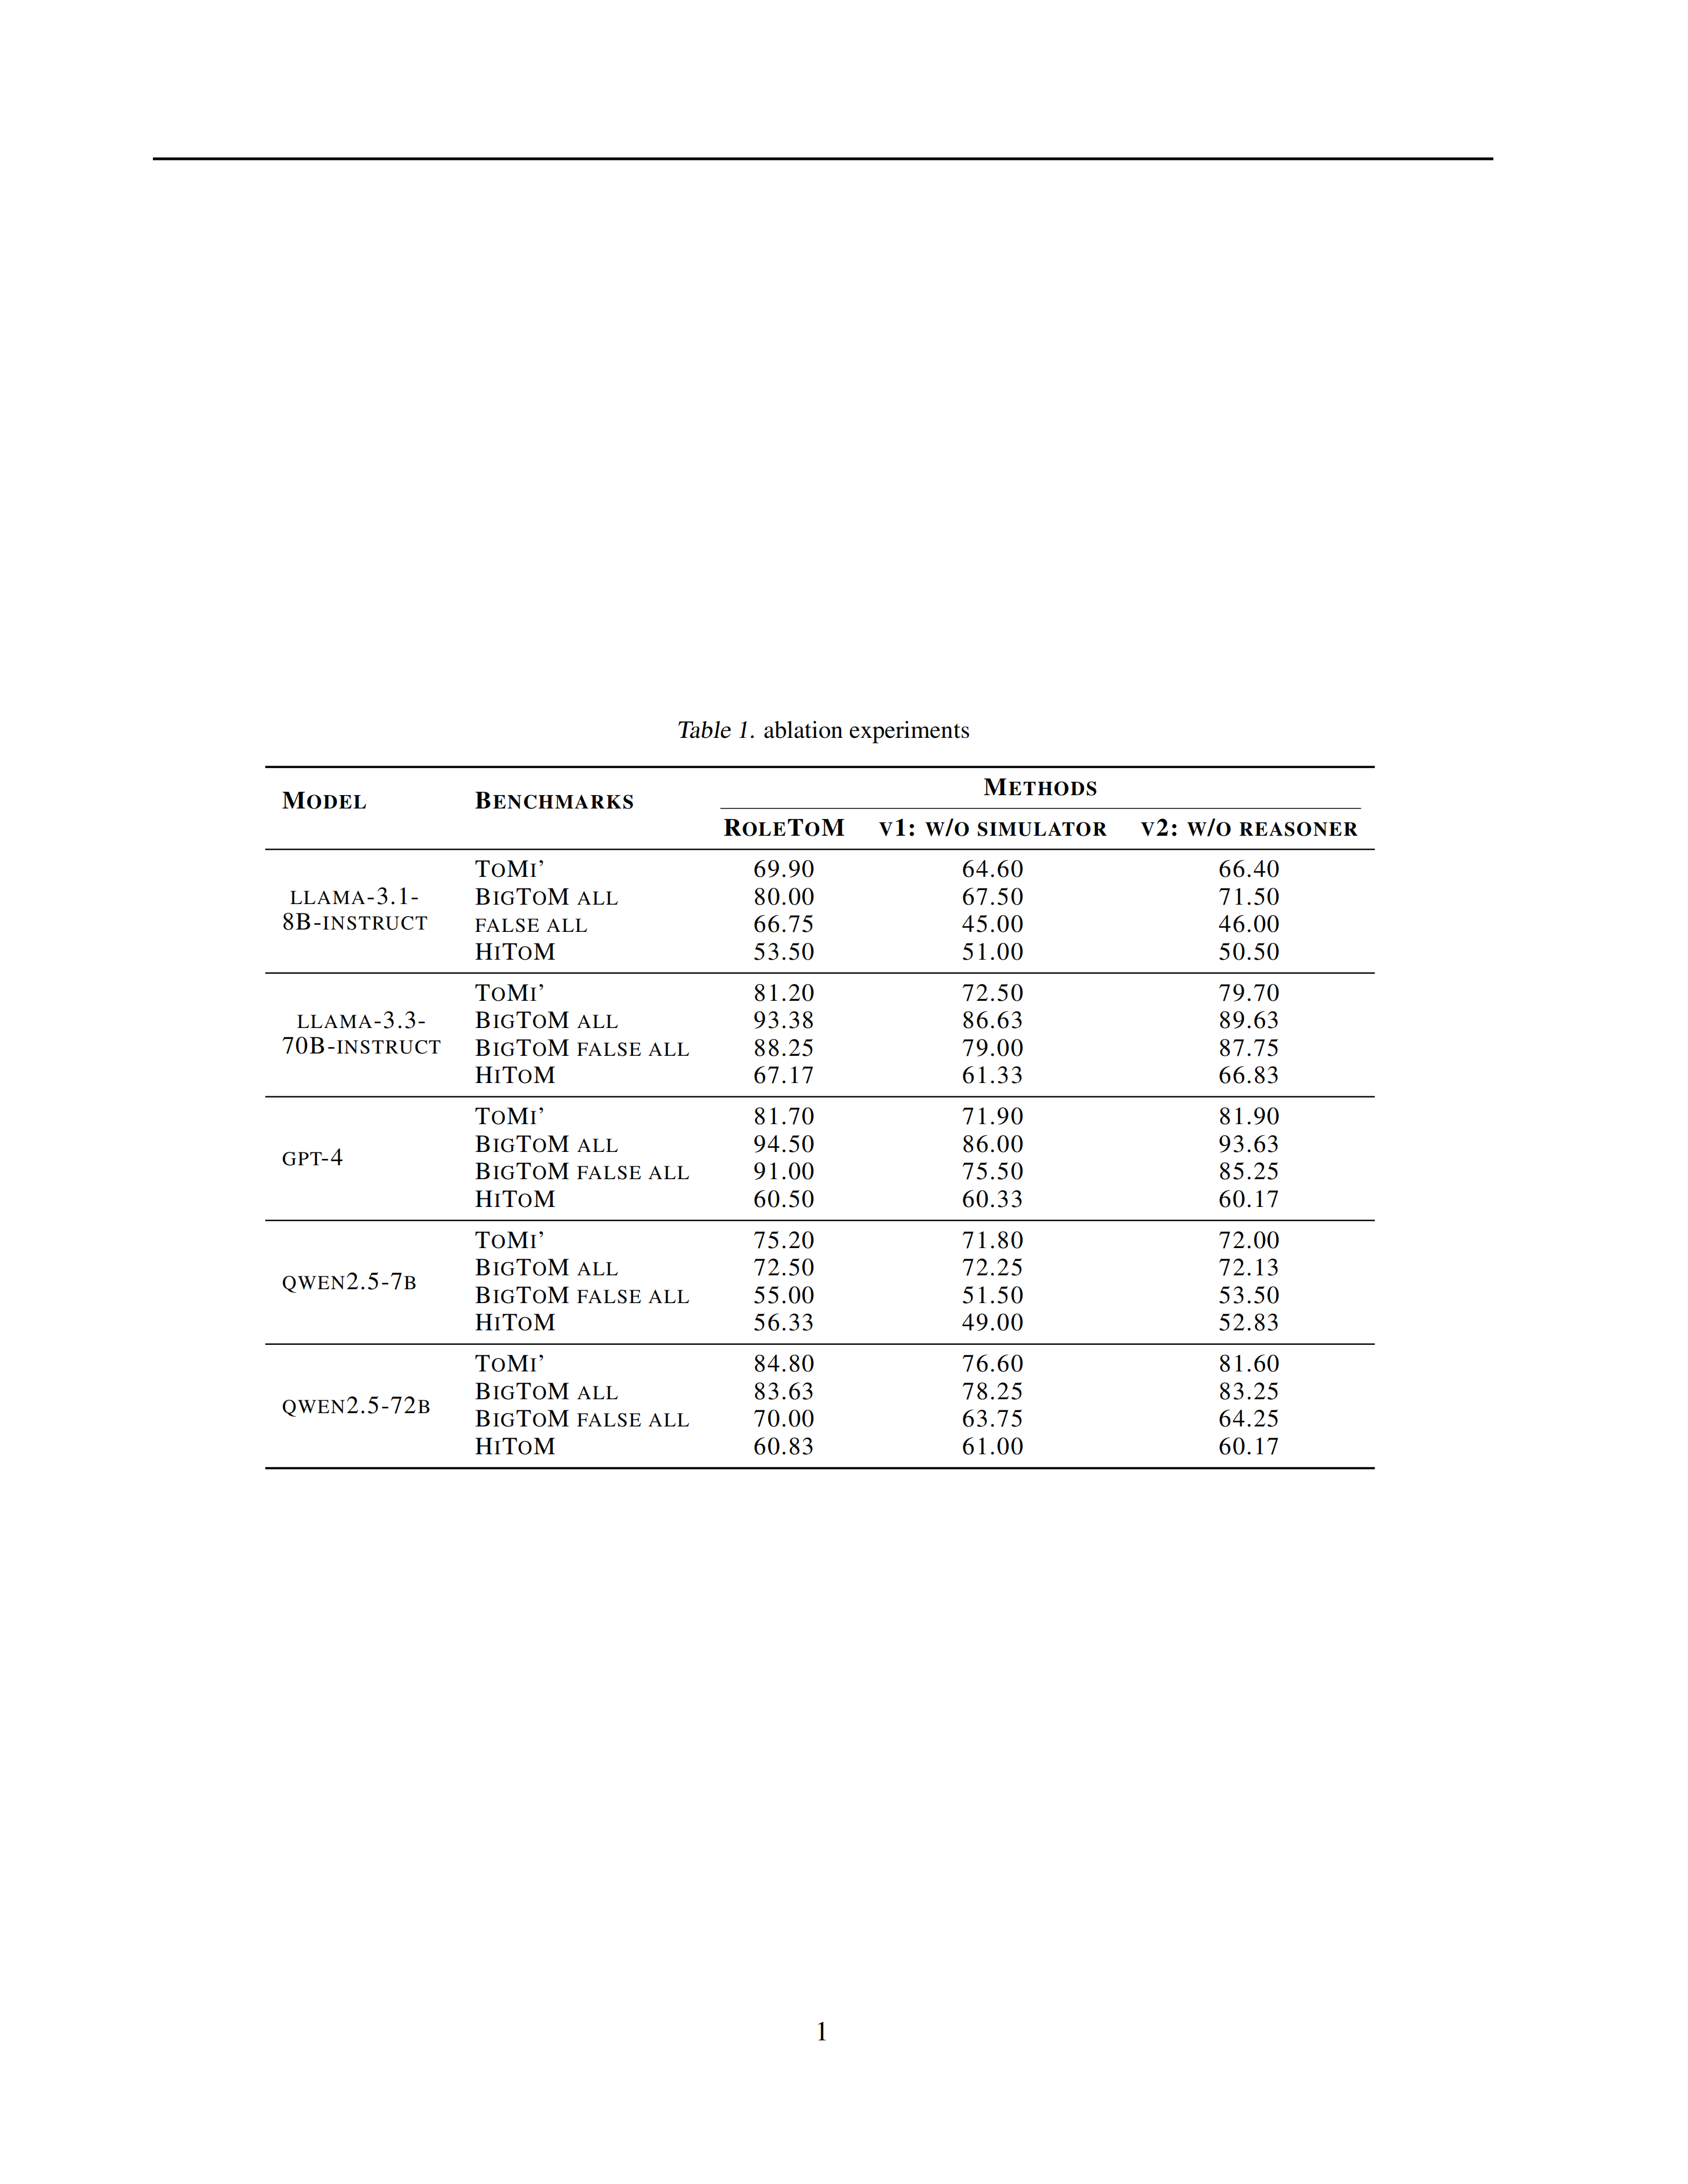 Table 1. ablation experiments
MODEL BENCHMARKS METHODS
ROLETOM V1: W/O SIMULATOR V2: W/O REASONER
LLAMA-3.1-8B-INSTRUCT TOMI’ 69.90 64.60 66.40
BIGTOM ALL 80.00 67.50 71.50
FALSE ALL 66.75 45.00 46.00
HITOM 53.50 51.00 50.50
LLAMA-3.3-70B-INSTRUCT TOMI’ 81.20 72.50 79.70
BIGTOM ALL 93.38 86.63 89.63
BIGTOM FALSE ALL 88.25 79.00 87.75
HITOM 67.17 61.33 66.83
GPT-4 TOMI’ 81.70 71.90 81.90
BIGTOM ALL 94.50 86.00 93.63
BIGTOM FALSE ALL 91.00 75.50 85.25
HITOM 60.50 60.33 60.17
QWEN2.5-7B TOMI’ 75.20 71.80 72.00
BIGTOM ALL 72.50 72.25 72.13
BIGTOM FALSE ALL 55.00 51.50 53.50
HITOM 56.33 49.00 52.83
QWEN2.5-72B TOMI’ 84.80 76.60 81.60
BIGTOM ALL 83.63 78.25 83.25
BIGTOM FALSE ALL 70.00 63.75 64.25
HITOM 60.83 61.00 60.17
1